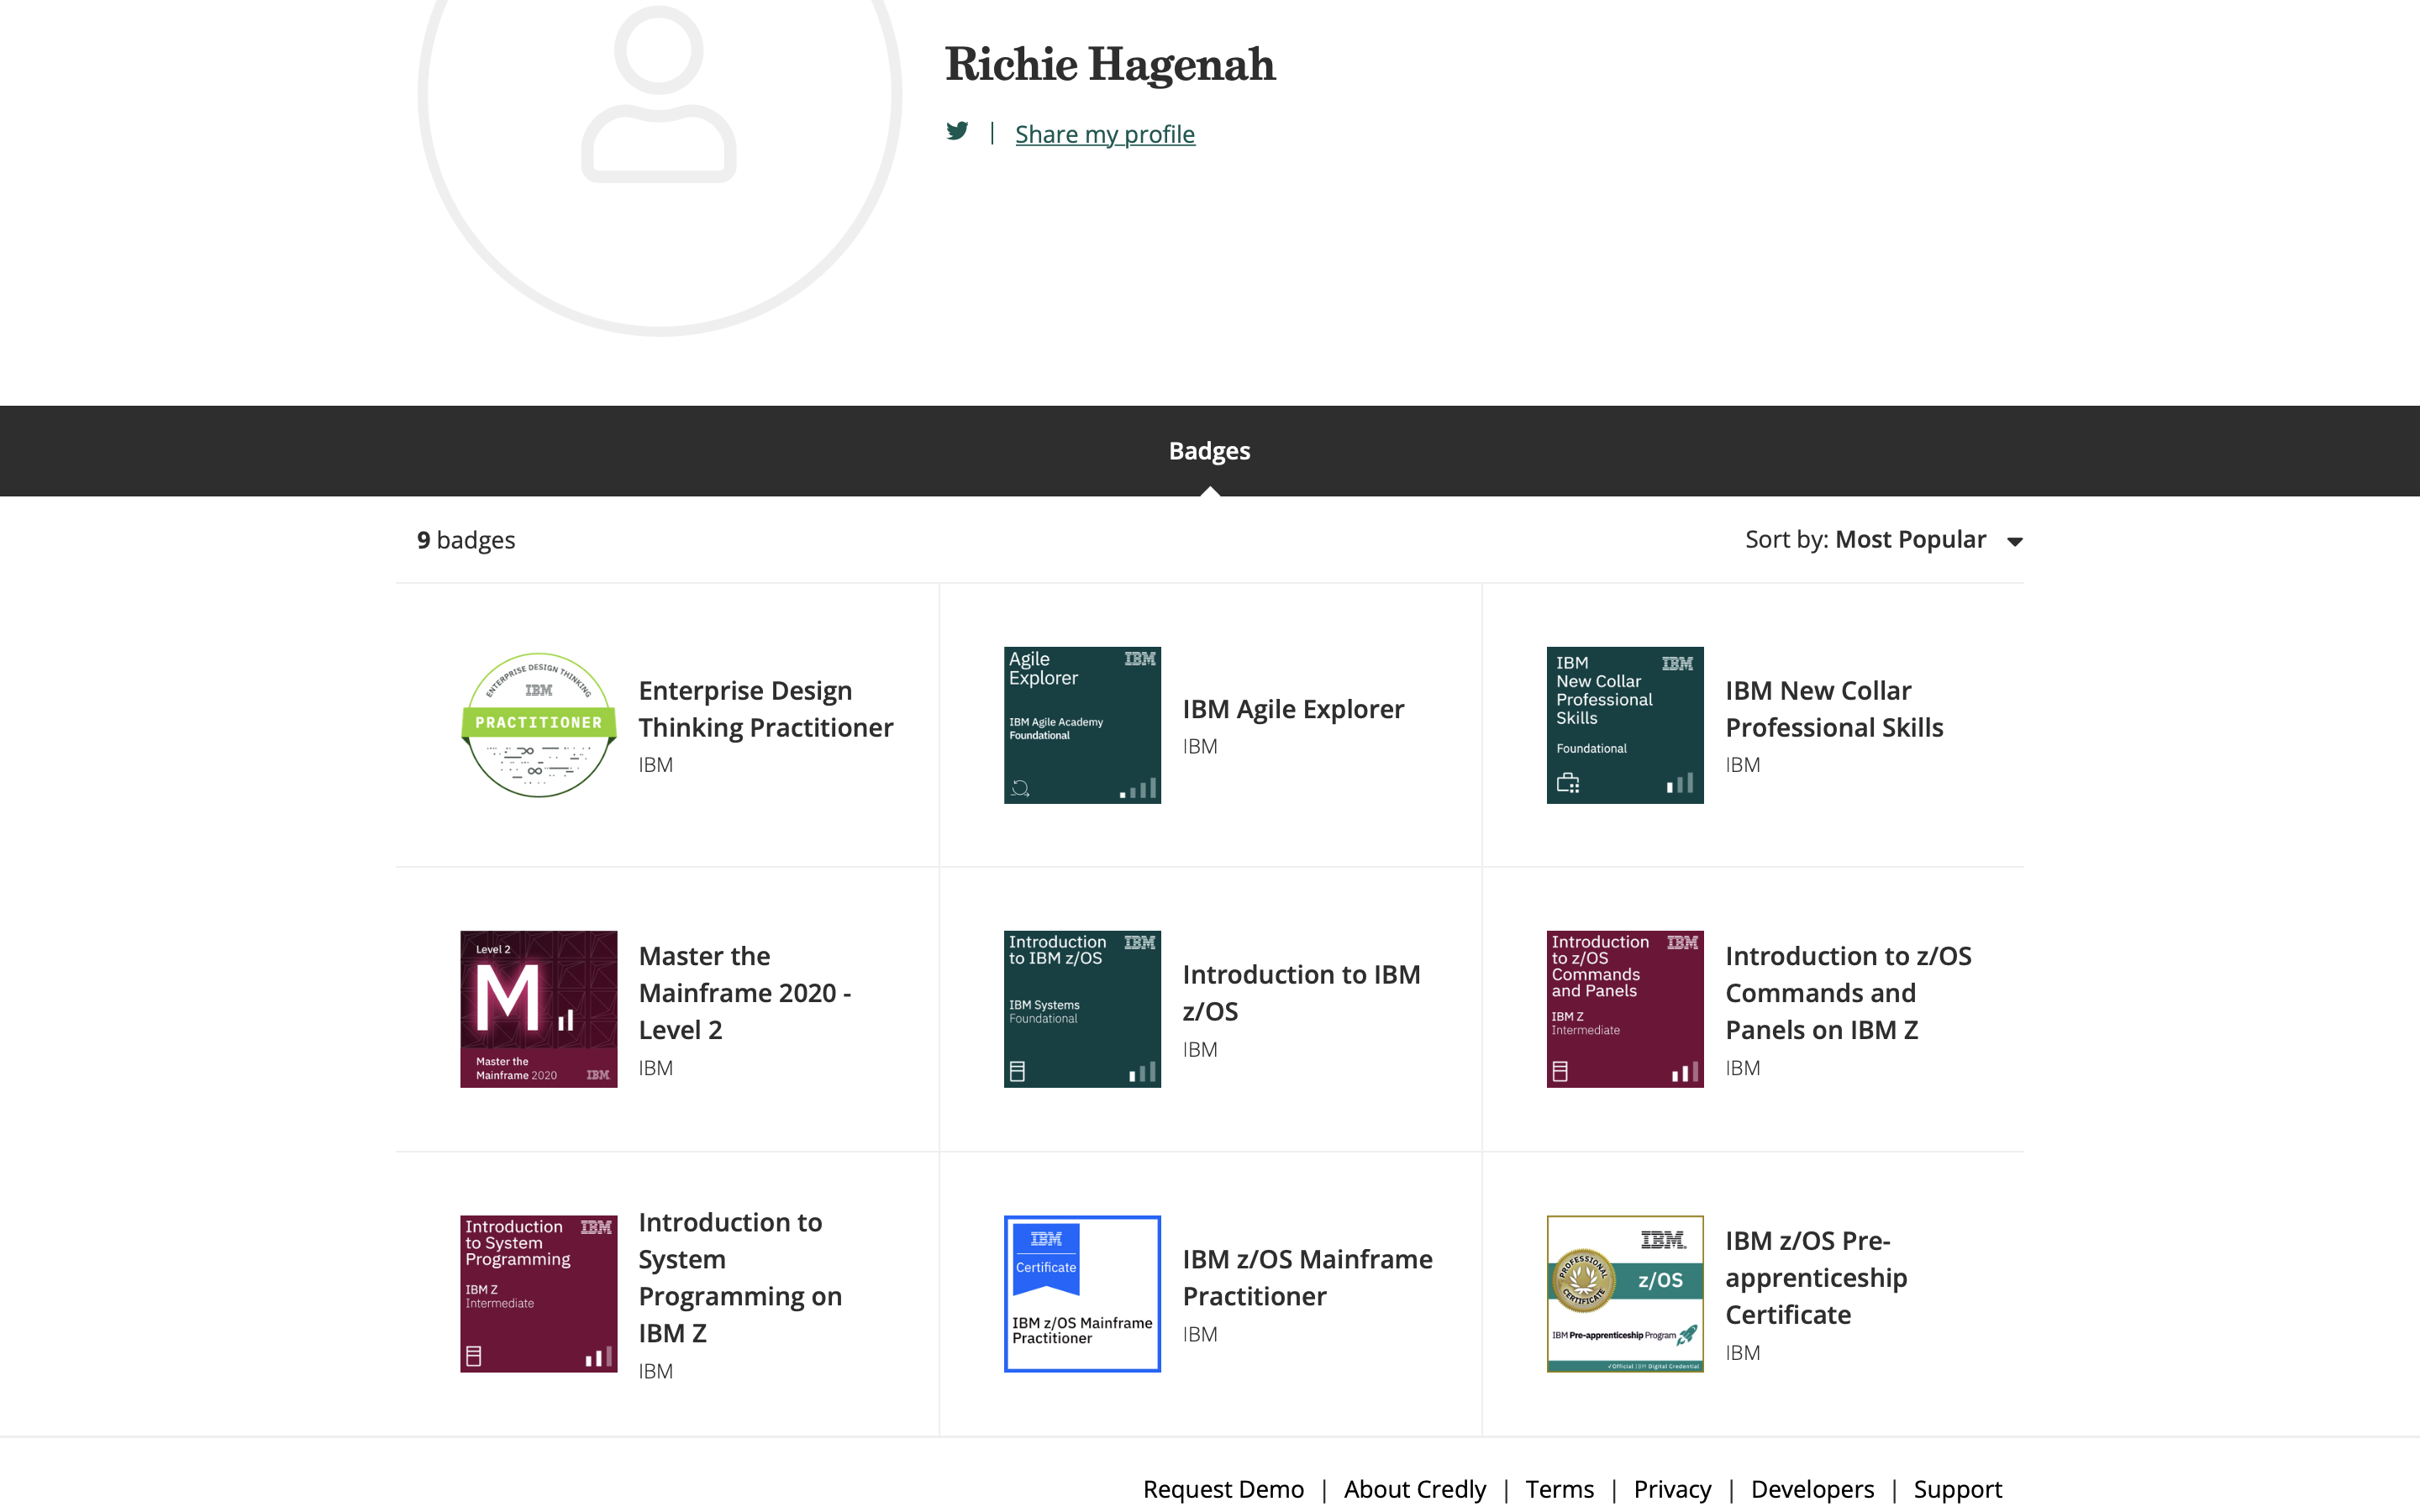 Richie Hagenah
| Share my profile
Badges
9 badges
Sort by: Most Popular
ENTERPRISE DESIGN THINKING
IBM
PRACTITIONER
Enterprise Design
Thinking Practitioner
IBM
Agile
Explorer
IBM
IBM Agile Academy
Foundational
IBM Agile Explorer
IBM
IBM
New Collar
Professional
Skills
IBM
Foundational
IBM New Collar
Professional Skills
IBM
Level 2
M
Master the
Mainframe 2020
IBM
Master the
Mainframe 2020 -
Level 2
IBM
Introduction
to IBM z/OS
IBM
IBM Systems
Foundational
Introduction to IBM
z/OS
IBM
Introduction
to z/OS
Commands
and Panels
IBM
IBM Z
Intermediate
Introduction to z/OS
Commands and
Panels on IBM Z
IBM
Introduction
to System
Programming
IBM
IBM Z
Intermediate
Introduction to
System
Programming on
IBM Z
IBM
IBM
Certificate
IBM z/OS Mainframe
Practitioner
IBM z/OS Mainframe
Practitioner
IBM
IBM.
PROFESSIONAL
CERTIFICATE
z/OS
IBM Pre-apprenticeship Program
✓Official IBM Digital Credential
IBM z/OS Pre-
apprenticeship
Certificate
IBM
Request Demo | About Credly | Terms | Privacy | Developers | Support